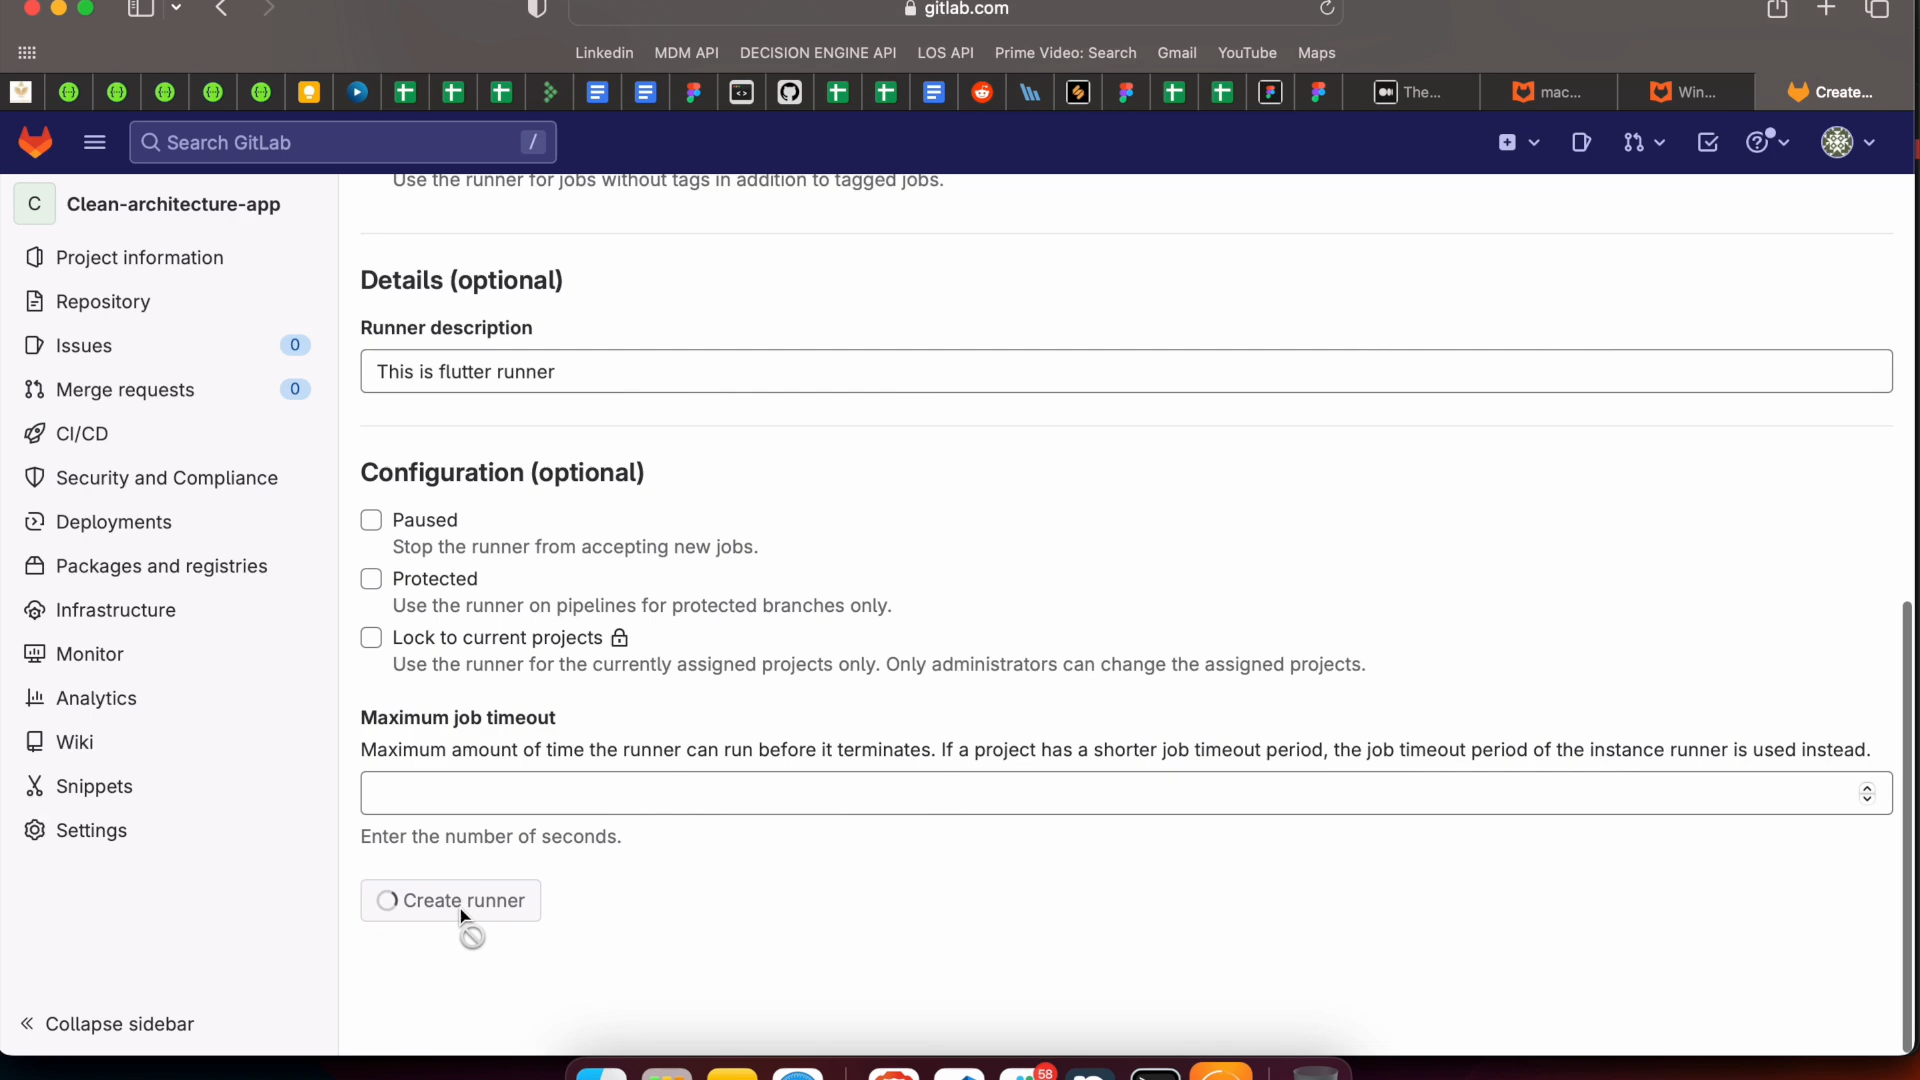 gitlab.com
Linkedin MDM API DECISION ENGINE API LOS API Prime Video: Search Gmail YouTube Maps
The... mac... Win... Create...
Search GitLab /
C Clean-architecture-app
Project information
Repository
Issues 0
Merge requests 0
CI/CD
Security and Compliance
Deployments
Packages and registries
Infrastructure
Monitor
Analytics
Wiki
Snippets
Settings
Collapse sidebar
Use the runner for jobs without tags in addition to tagged jobs.
Details (optional)
Runner description
This is flutter runner
Configuration (optional)
Paused
Stop the runner from accepting new jobs.
Protected
Use the runner on pipelines for protected branches only.
Lock to current projects
Use the runner for the currently assigned projects only. Only administrators can change the assigned projects.
Maximum job timeout
Maximum amount of time the runner can run before it terminates. If a project has a shorter job timeout period, the job timeout period of the instance runner is used instead.
Enter the number of seconds.
Create runner
58